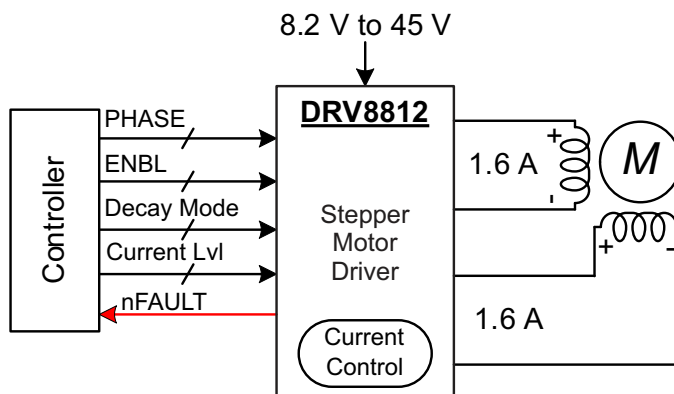 8.2 V to 45 V
DRV8812
Controller
PHASE
ENBL
Decay Mode
Current Lvl
nFAULT
Stepper
Motor
Driver
Current
Control
1.6 A
+
-
M
+
-
1.6 A